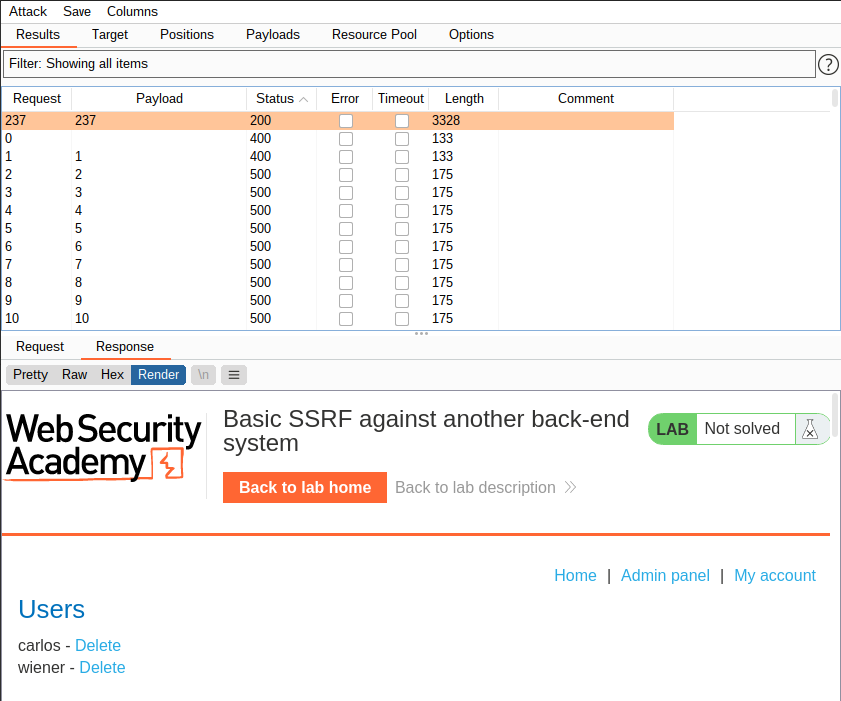 Attack Save Columns
Results Target Positions Payloads Resource Pool Options
Filter: Showing all items ?
Request Payload Status Error Timeout Length Comment
237 237 200 3328
0 400 133
1 1 400 133
2 2 500 175
3 3 500 175
4 4 500 175
5 5 500 175
6 6 500 175
7 7 500 175
8 8 500 175
9 9 500 175
10 10 500 175
Request Response
Pretty Raw Hex Render \n
Web Security
Academy
Basic SSRF against another back-end
system
LAB Not solved
Back to lab home Back to lab description
Home | Admin panel | My account
Users
carlos - Delete
wiener - Delete